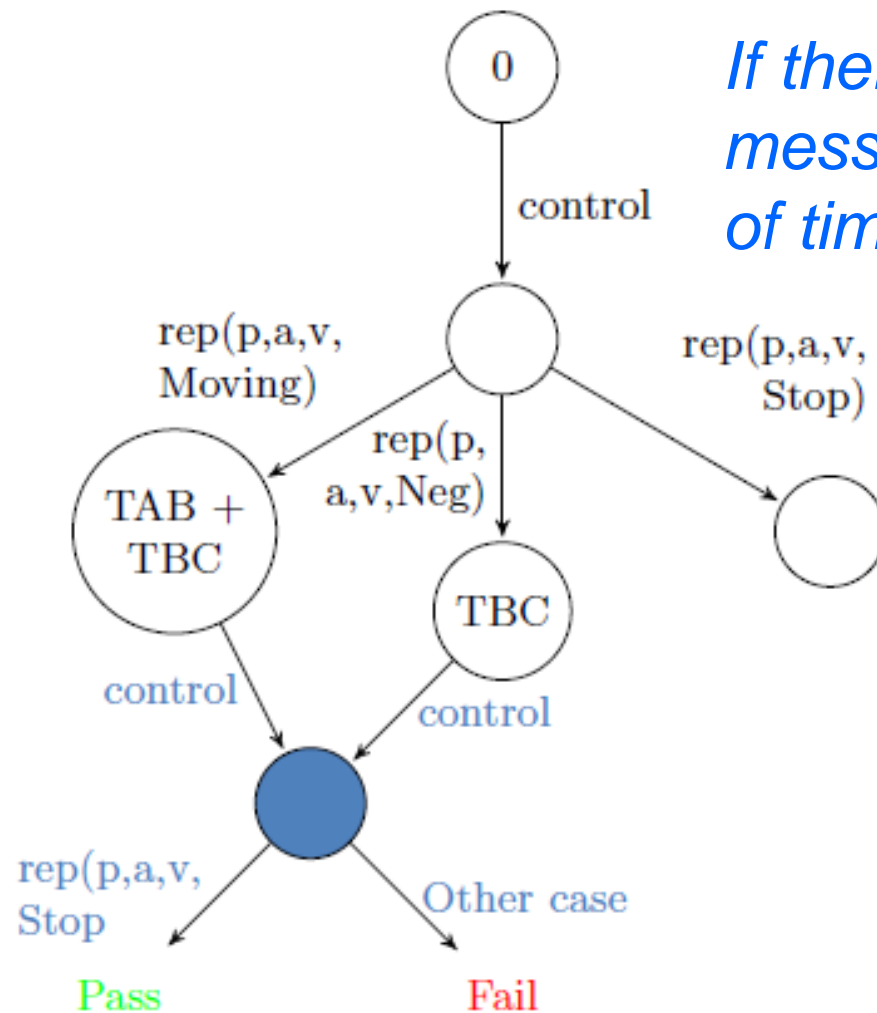 0
If the
mess
of tim
control
rep(p,a,v,
Moving)
rep(p,a,v,
Stop)
rep(p,
a,v,Neg)
TAB +
TBC
TBC
control
control
rep(p,a,v,
Stop
Other case
Pass
Fail